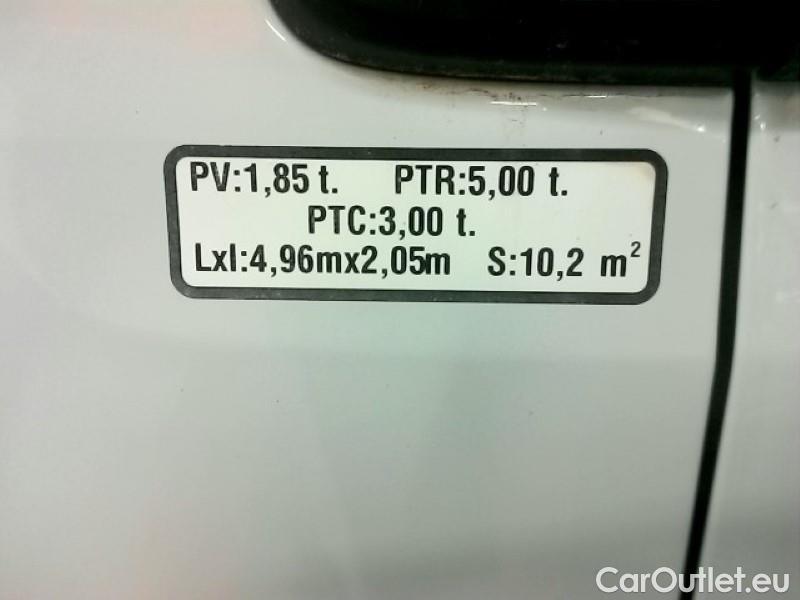 PV:1,85 t. PTR:5,00 t.
PTC:3,00 t.
Lxl:4,96mx2,05m S:10,2 m²
CarOutlet.eu